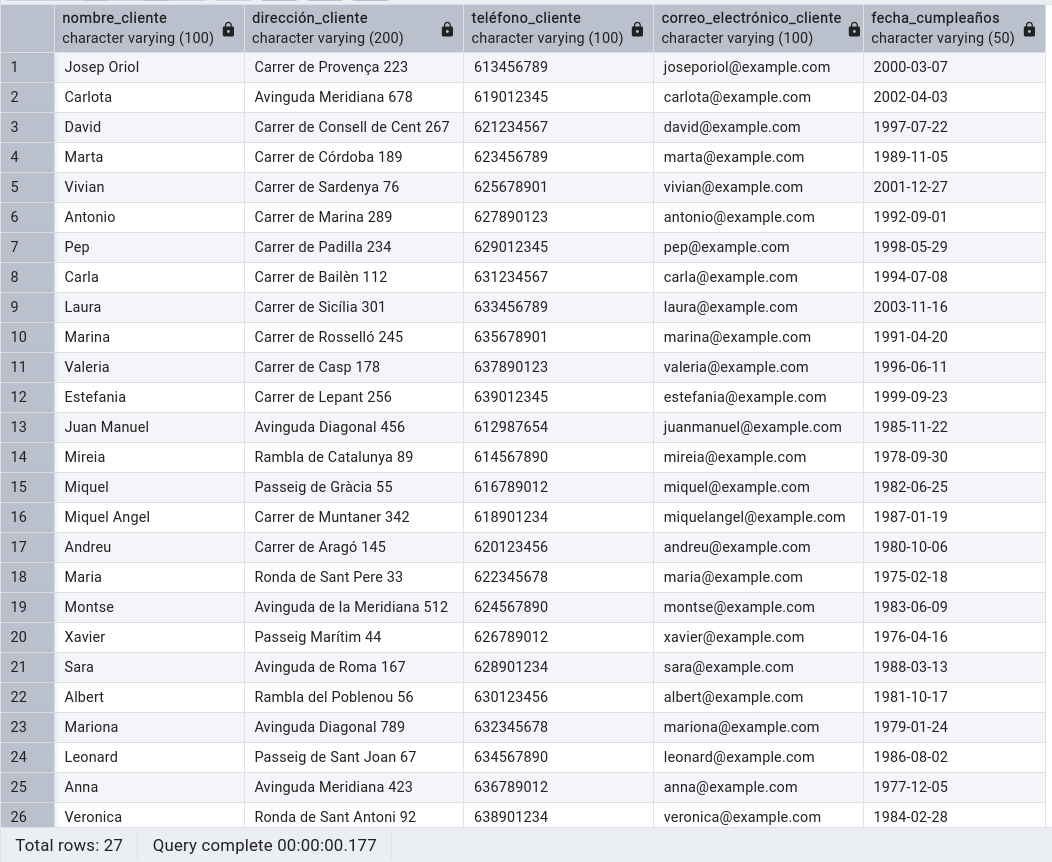 nombre_cliente dirección_cliente teléfono_cliente correo_electrónico_cliente fecha_cumpleaños
character varying (100) character varying (200) character varying (100) character varying (100) character varying (50)
1 Josep Oriol Carrer de Provença 223 613456789 joseporiol@example.com 2000-03-07
2 Carlota Avinguda Meridiana 678 619012345 carlota@example.com 2002-04-03
3 David Carrer de Consell de Cent 267 621234567 david@example.com 1997-07-22
4 Marta Carrer de Córdoba 189 623456789 marta@example.com 1989-11-05
5 Vivian Carrer de Sardenya 76 625678901 vivian@example.com 2001-12-27
6 Antonio Carrer de Marina 289 627890123 antonio@example.com 1992-09-01
7 Pep Carrer de Padilla 234 629012345 pep@example.com 1998-05-29
8 Carla Carrer de Bailèn 112 631234567 carla@example.com 1994-07-08
9 Laura Carrer de Sicília 301 633456789 laura@example.com 2003-11-16
10 Marina Carrer de Rosselló 245 635678901 marina@example.com 1991-04-20
11 Valeria Carrer de Casp 178 637890123 valeria@example.com 1996-06-11
12 Estefania Carrer de Lepant 256 639012345 estefania@example.com 1999-09-23
13 Juan Manuel Avinguda Diagonal 456 612987654 juanmanuel@example.com 1985-11-22
14 Mireia Rambla de Catalunya 89 614567890 mireia@example.com 1978-09-30
15 Miquel Passeig de Gràcia 55 616789012 miquel@example.com 1982-06-25
16 Miquel Angel Carrer de Muntaner 342 618901234 miquelangel@example.com 1987-01-19
17 Andreu Carrer de Aragó 145 620123456 andreu@example.com 1980-10-06
18 Maria Ronda de Sant Pere 33 622345678 maria@example.com 1975-02-18
19 Montse Avinguda de la Meridiana 512 624567890 montse@example.com 1983-06-09
20 Xavier Passeig Marítim 44 626789012 xavier@example.com 1976-04-16
21 Sara Avinguda de Roma 167 628901234 sara@example.com 1988-03-13
22 Albert Rambla del Poblenou 56 630123456 albert@example.com 1981-10-17
23 Mariona Avinguda Diagonal 789 632345678 mariona@example.com 1979-01-24
24 Leonard Passeig de Sant Joan 67 634567890 leonard@example.com 1986-08-02
25 Anna Avinguda Meridiana 423 636789012 anna@example.com 1977-12-05
26 Veronica Ronda de Sant Antoni 92 638901234 veronica@example.com 1984-02-28
Total rows: 27 Query complete 00:00:00.177